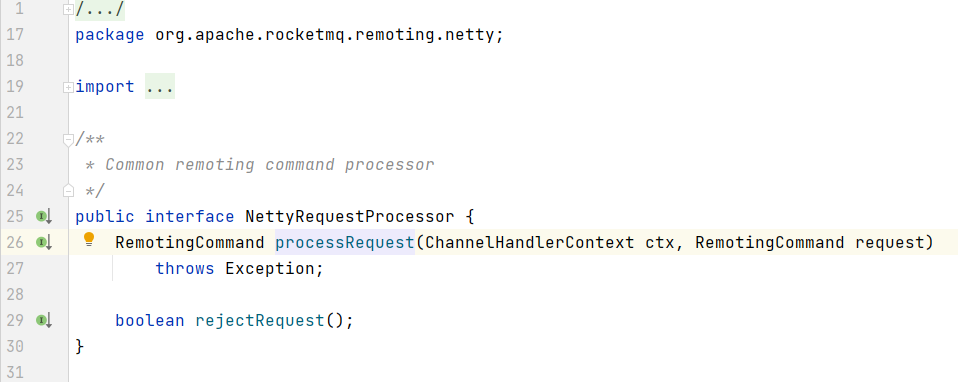 1 /.../
17 package org.apache.rocketmq.remoting.netty;
18
19 import ...
21
22 /**
23  * Common remoting command processor
24  */
25 public interface NettyRequestProcessor {
26     RemotingCommand processRequest(ChannelHandlerContext ctx, RemotingCommand request)
27         throws Exception;
28
29     boolean rejectRequest();
30 }
31